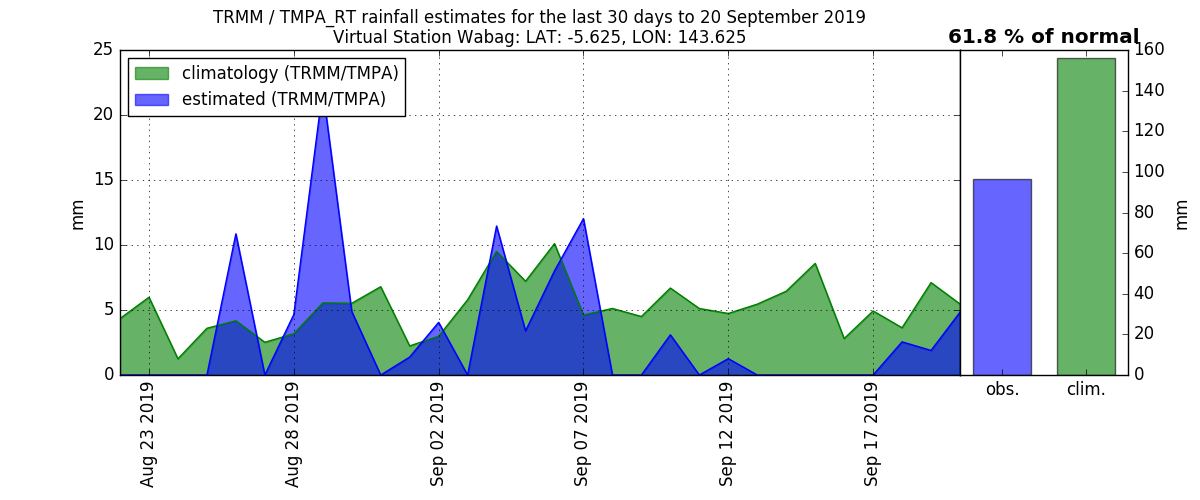 TRMM / TMPA_RT rainfall estimates for the last 30 days to 20 September 2019
Virtual Station Wabag: LAT: -5.625, LON: 143.625
61.8 % of normal
climatology (TRMM/TMPA)
estimated (TRMM/TMPA)
25
20
15
10
5
0
mm
Aug 23 2019
Aug 28 2019
Sep 02 2019
Sep 07 2019
Sep 12 2019
Sep 17 2019
obs.
clim.
160
140
120
100
80
60
40
20
0
mm